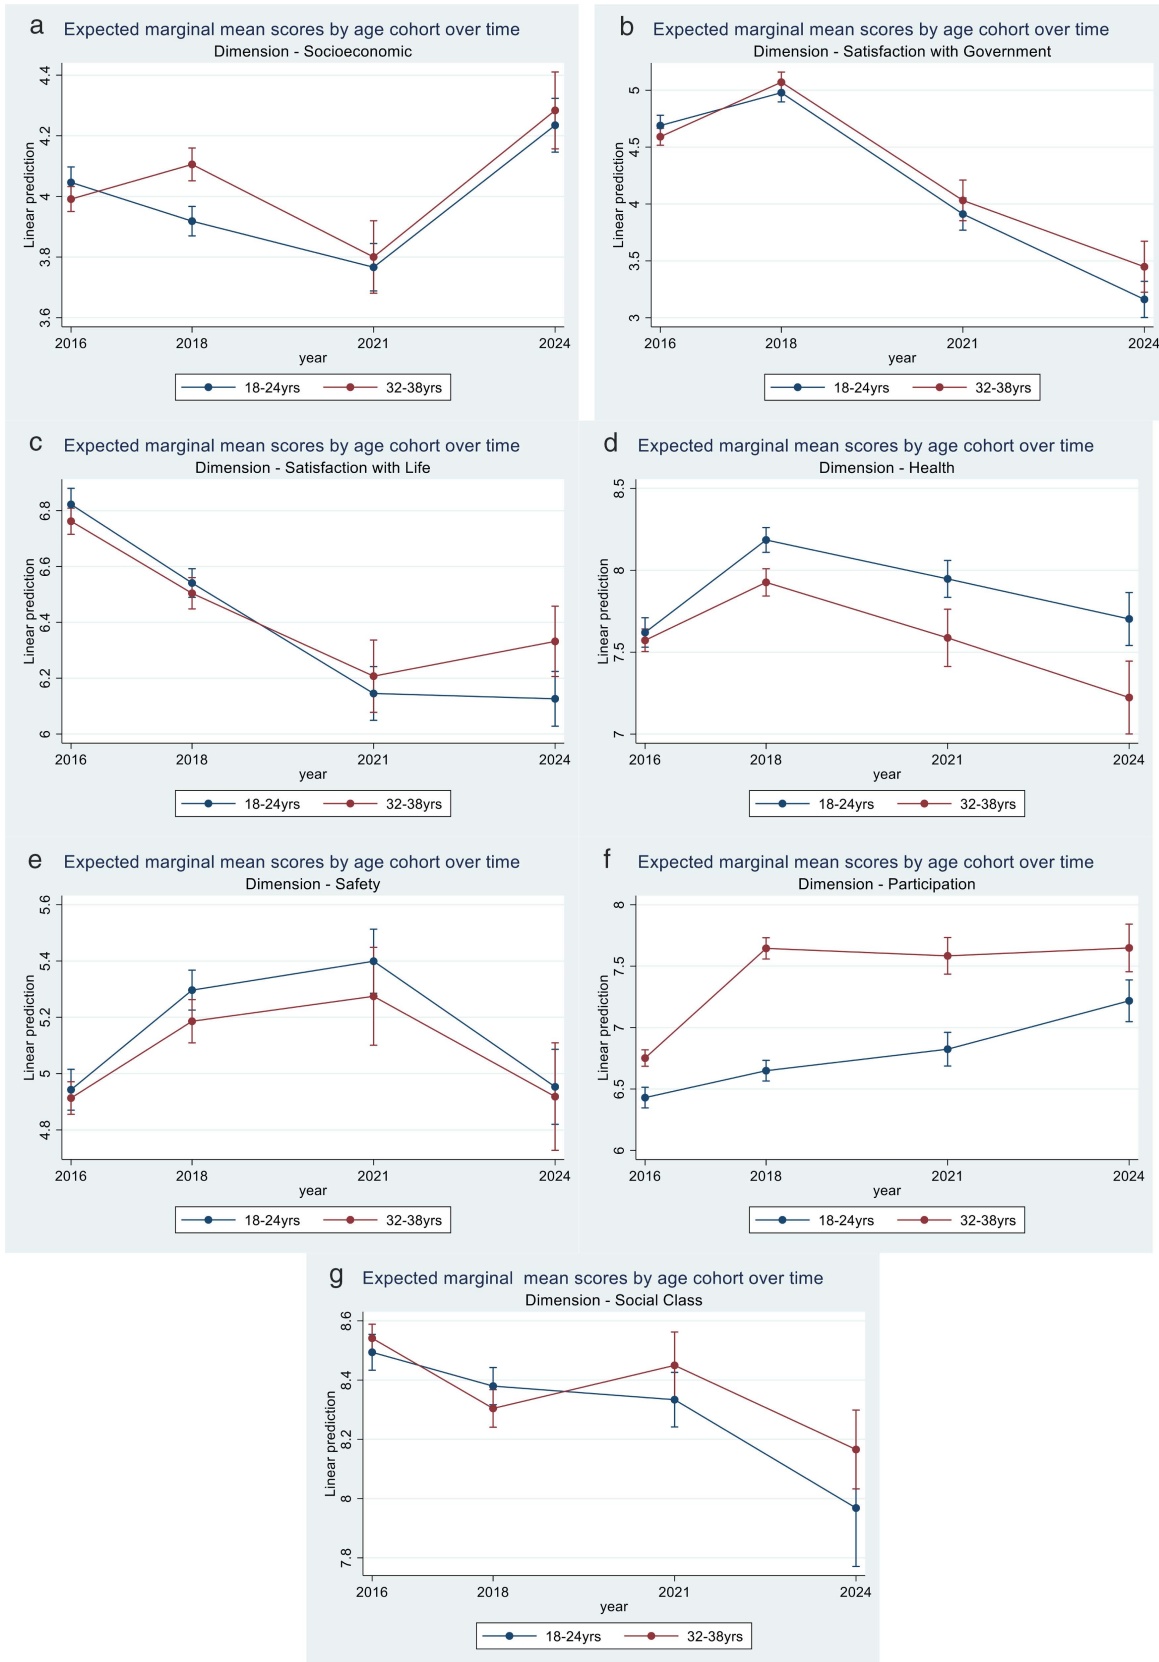 a Expected marginal mean scores by age cohort over time
Dimension - Socioeconomic
Linear prediction
4.4
4.2
4
3.8
3.6
2016 2018 2021 2024
year
18-24yrs 32-38yrs
b Expected marginal mean scores by age cohort over time
Dimension - Satisfaction with Government
Linear prediction
5
4.5
4
3.5
3
2016 2018 2021 2024
year
18-24yrs 32-38yrs
c Expected marginal mean scores by age cohort over time
Dimension - Satisfaction with Life
Linear prediction
6.8
6.6
6.4
6.2
6
2016 2018 2021 2024
year
18-24yrs 32-38yrs
d Expected marginal mean scores by age cohort over time
Dimension - Health
Linear prediction
8.5
8
7.5
7
2016 2018 2021 2024
year
18-24yrs 32-38yrs
e Expected marginal mean scores by age cohort over time
Dimension - Safety
Linear prediction
5.6
5.4
5.2
5
4.8
2016 2018 2021 2024
year
18-24yrs 32-38yrs
f Expected marginal mean scores by age cohort over time
Dimension - Participation
Linear prediction
8
7.5
7
6.5
6
2016 2018 2021 2024
year
18-24yrs 32-38yrs
g Expected marginal mean scores by age cohort over time
Dimension - Social Class
Linear prediction
8.6
8.4
8.2
8
7.8
2016 2018 2021 2024
year
18-24yrs 32-38yrs